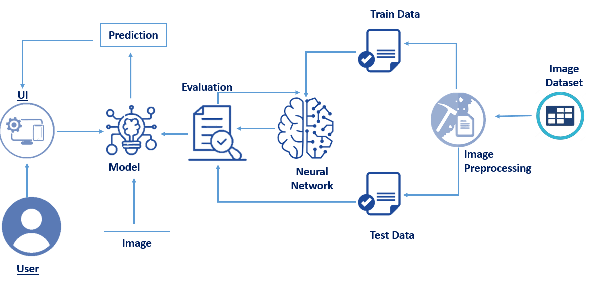 Train Data
Prediction
Image
Dataset
UI
Evaluation
Model
Neural
Network
Image
Preprocessing
Image
Test Data
User